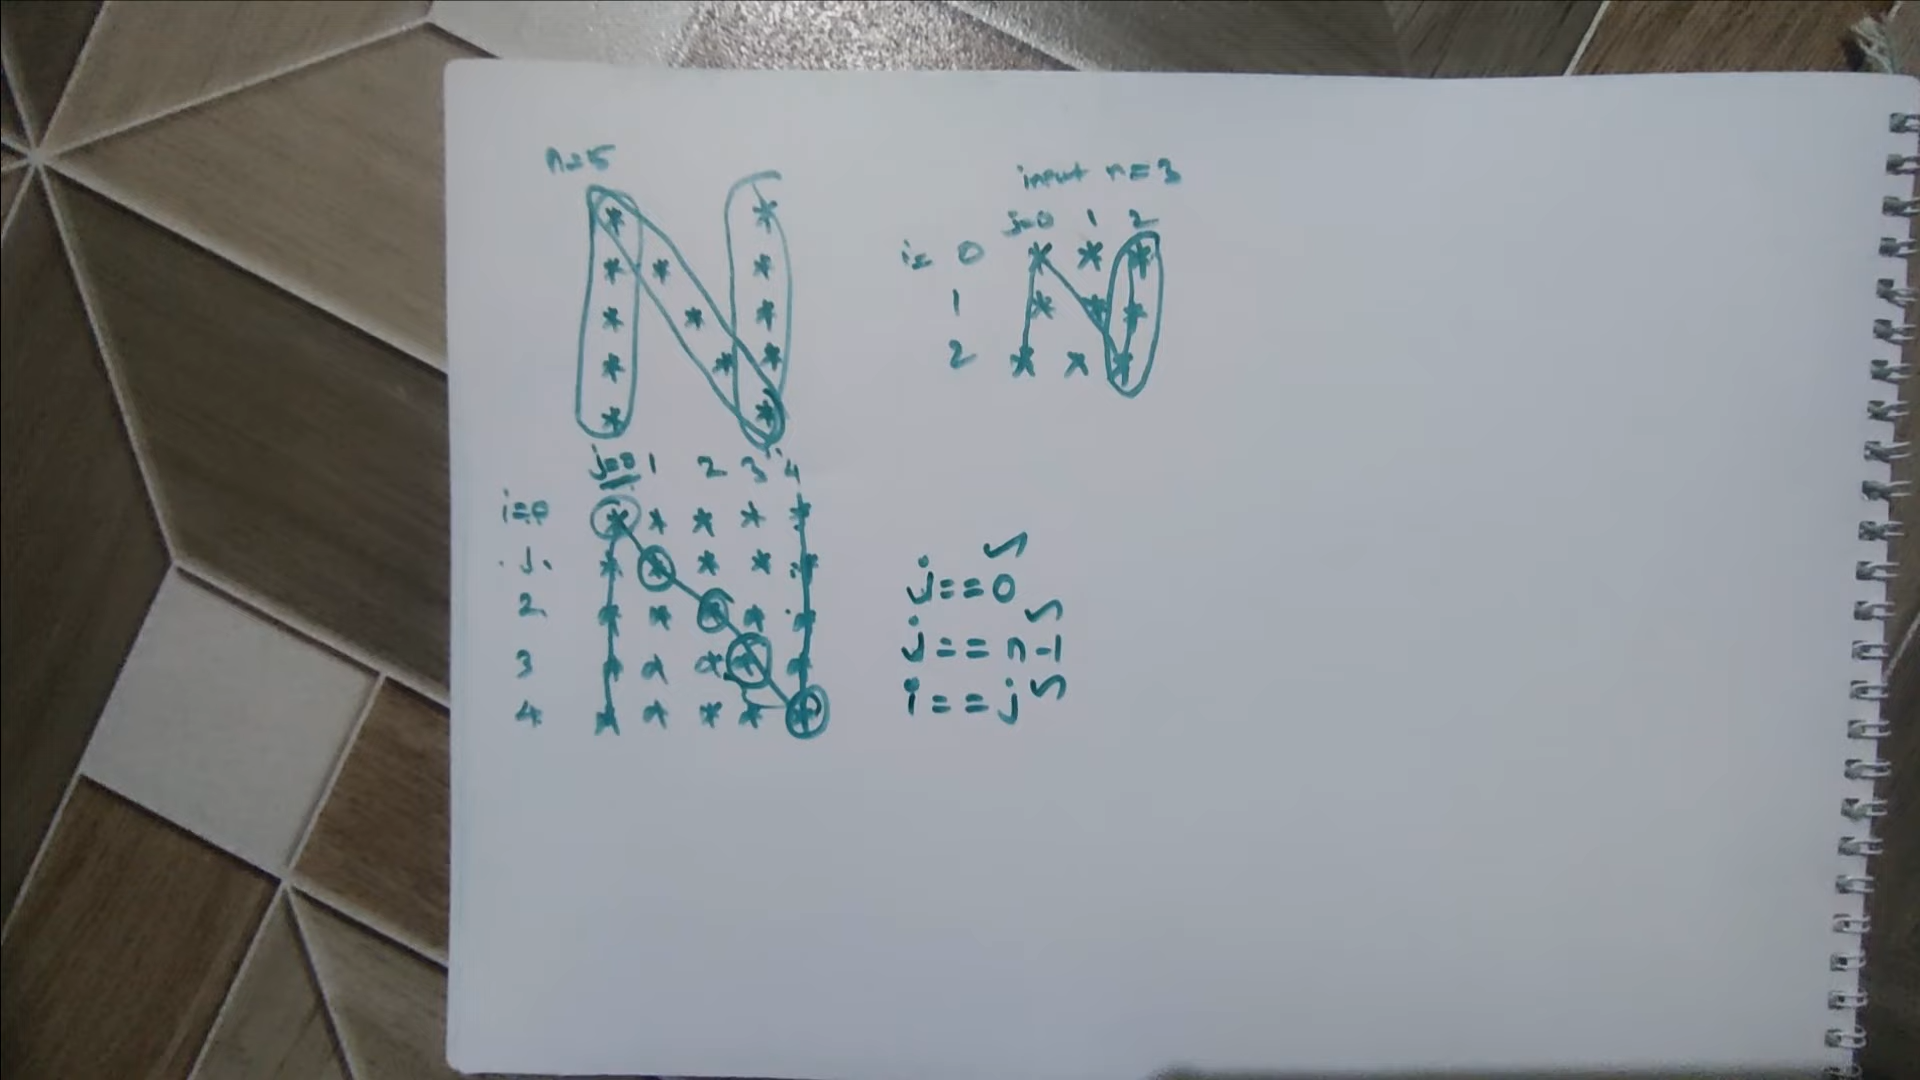 n=5
* *
* * *
* * *
* * *
* *
j=0 1 2 3 4
i=0 * * * * *
1 * * * * *
2 * * * * *
3 * * * * *
4 * * * * *
input n=3
j=0 1 2
i= 0 * * *
1 * * *
2 * * *
j==0
j==n-1
i==j